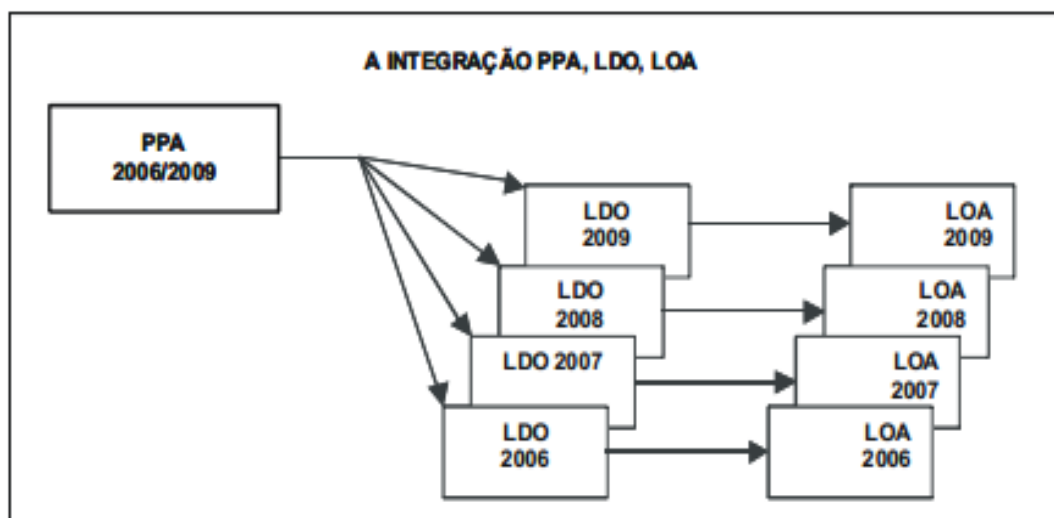 A INTEGRAÇÃO PPA, LDO, LOA
PPA
2006/2009
LDO
2009
LOA
2009
LDO
2008
LOA
2008
LDO 2007
LOA
2007
LDO
2006
LOA
2006